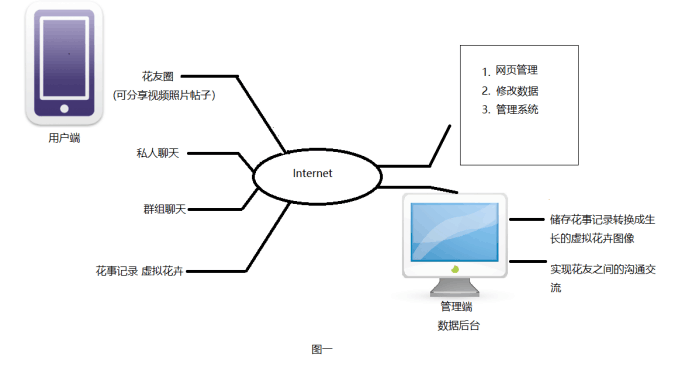 花友圈
(可分享视频照片帖子)
用户端
私人聊天
群组聊天
花事记录 虚拟花卉
Internet
1. 网页管理
2. 修改数据
3. 管理系统
储存花事记录转换成生
长的虚拟花卉图像
实现花友之间的沟通交
流
管理端
数据后台
图一